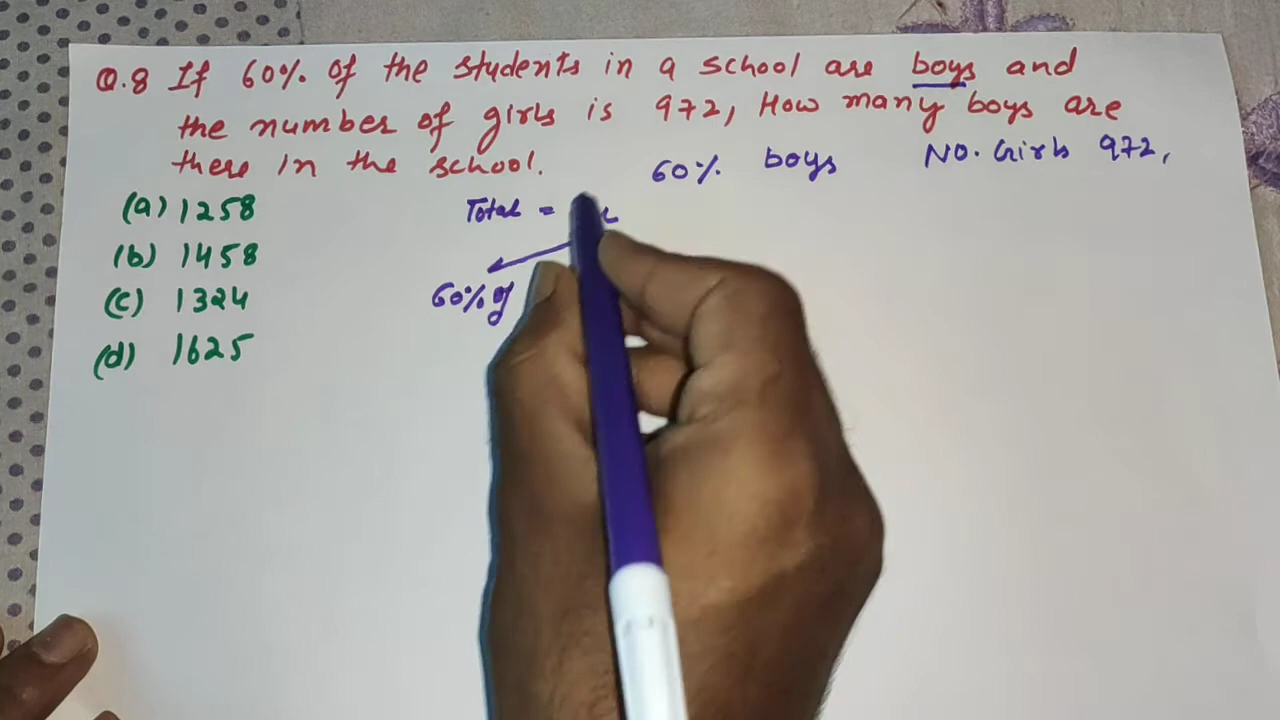 Q.8 If 60% of the students in a school are boys and
the number of girls is 972, How many boys are
there in the school.
60% boys No. Girls 972,
(a) 1258
Total =
(b) 1458
(c) 1324
60% of
(d) 1625